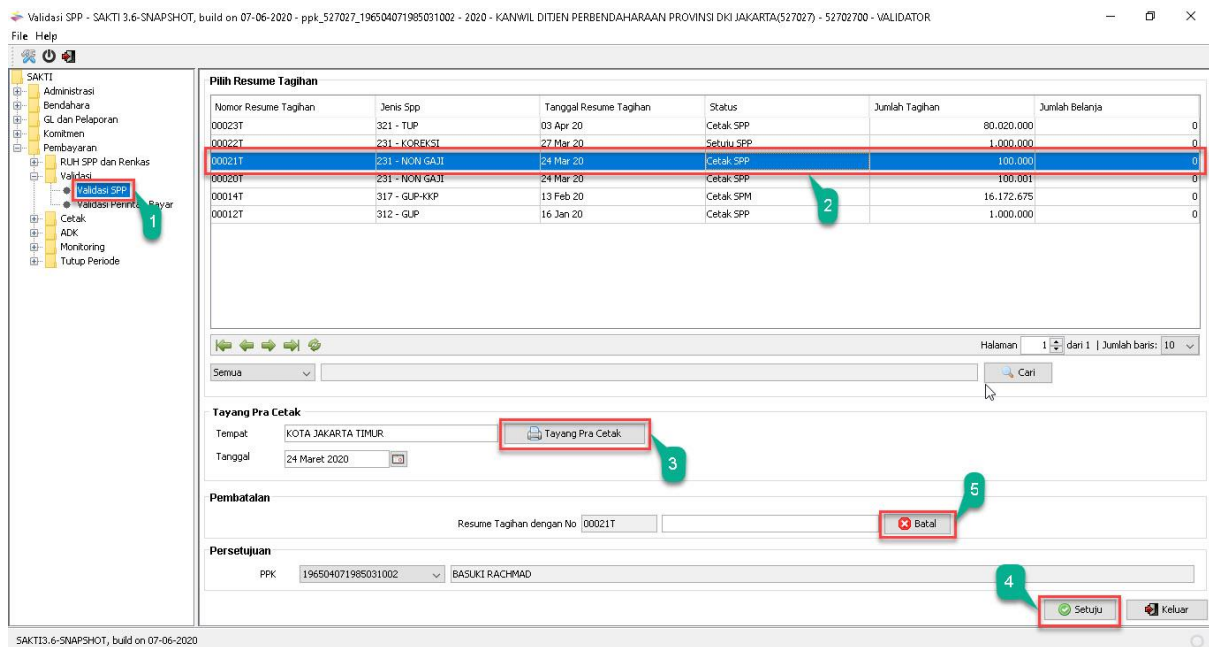 Validasi SPP - SAKTI 3.6-SNAPSHOT, build on 07-06-2020 - ppk_527027_196504071985031002 - 2020 - KANWIL DITJEN PERBENDAHARAAN PROVINSI DKI JAKARTA(527027) - 52702700 - VALIDATOR
File Help
SAKTI
Administrasi
Bendahara
GL dan Pelaporan
Komitmen
Pembayaran
RUH SPP dan Renkas
Validasi
Validasi SPP
Validasi Perintah Bayar
Cetak
ADK
Monitoring
Tutup Periode
1
Pilih Resume Tagihan
Nomor Resume Tagihan Jenis Spp Tanggal Resume Tagihan Status Jumlah Tagihan Jumlah Belanja
00023T 321 - TUP 03 Apr 20 Cetak SPP 80.020.000 0
00022T 231 - KOREKSI 27 Mar 20 Setuju SPP 1.000.000 0
00021T 231 - NON GAJI 24 Mar 20 Cetak SPP 100.000 0
00020T 231 - NON GAJI 24 Mar 20 Cetak SPP 100.001 0
00014T 317 - GUP-KKP 13 Feb 20 Cetak SPM 16.172.675 0
00012T 312 - GUP 16 Jan 20 Cetak SPP 1.000.000 0
2
Halaman 1 dari 1 | Jumlah baris: 10
Semua Cari
Tayang Pra Cetak
Tempat KOTA JAKARTA TIMUR Tayang Pra Cetak
Tanggal 24 Maret 2020
3
Pembatalan
5
Resume Tagihan dengan No 00021T Batal
Persetujuan
PPK 196504071985031002 BASUKI RACHMAD
4
Setuju Keluar
SAKTI3.6-SNAPSHOT, build on 07-06-2020